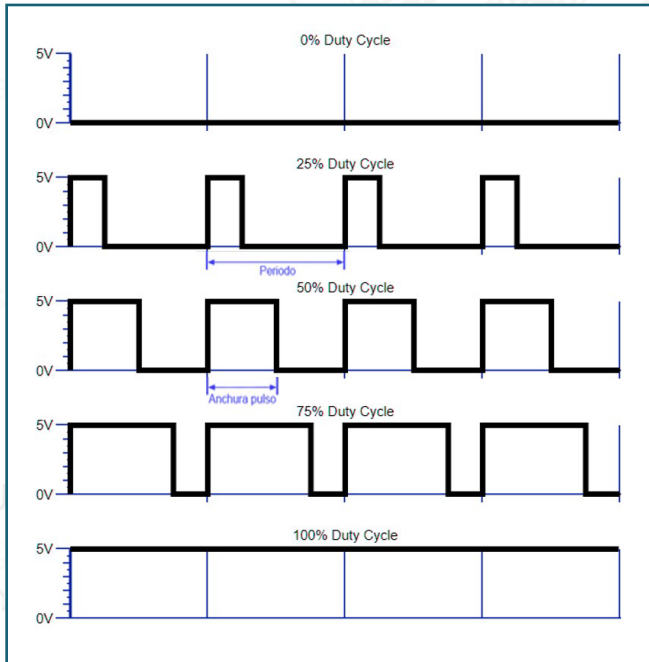 0% Duty Cycle
5V
0V
25% Duty Cycle
5V
0V
Periodo
50% Duty Cycle
5V
0V
Anchura pulso
75% Duty Cycle
5V
0V
100% Duty Cycle
5V
0V